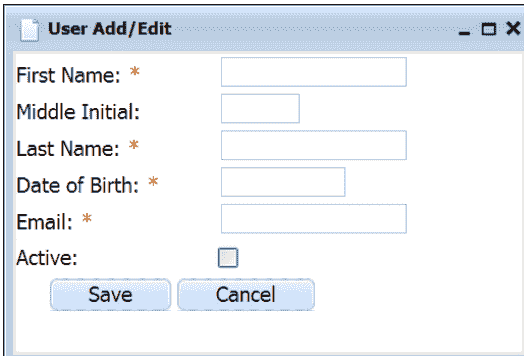 User Add/Edit
First Name: *
Middle Initial:
Last Name: *
Date of Birth: *
Email: *
Active:
Save Cancel